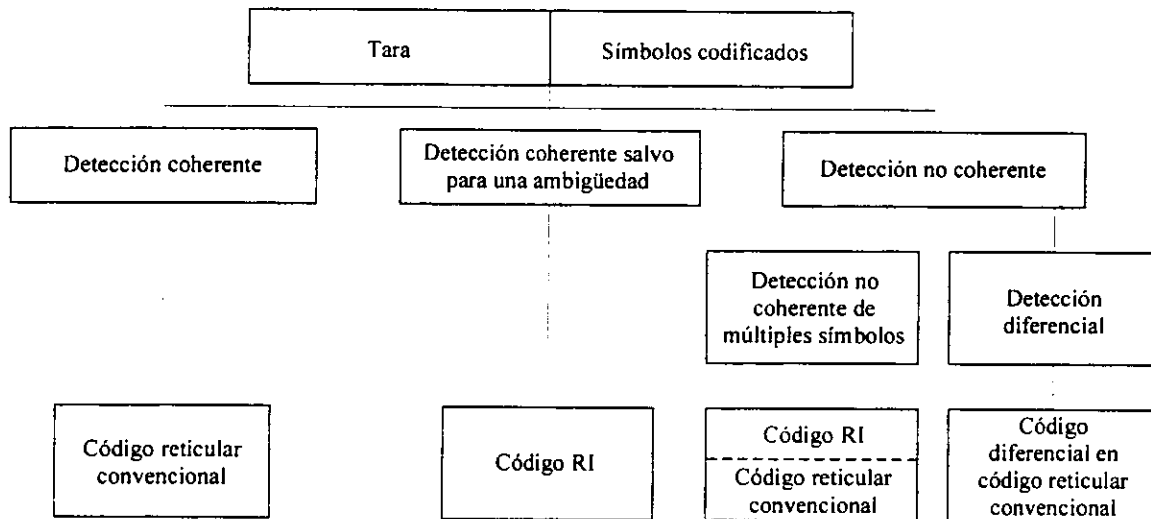 Tara
Símbolos codificados
Detección coherente
Detección coherente salvo
para una ambigüedad
Detección no coherente
Detección no
coherente de
múltiples símbolos
Detección
diferencial
Código reticular
convencional
Código RI
Código RI
Código reticular
convencional
Código
diferencial en
código reticular
convencional